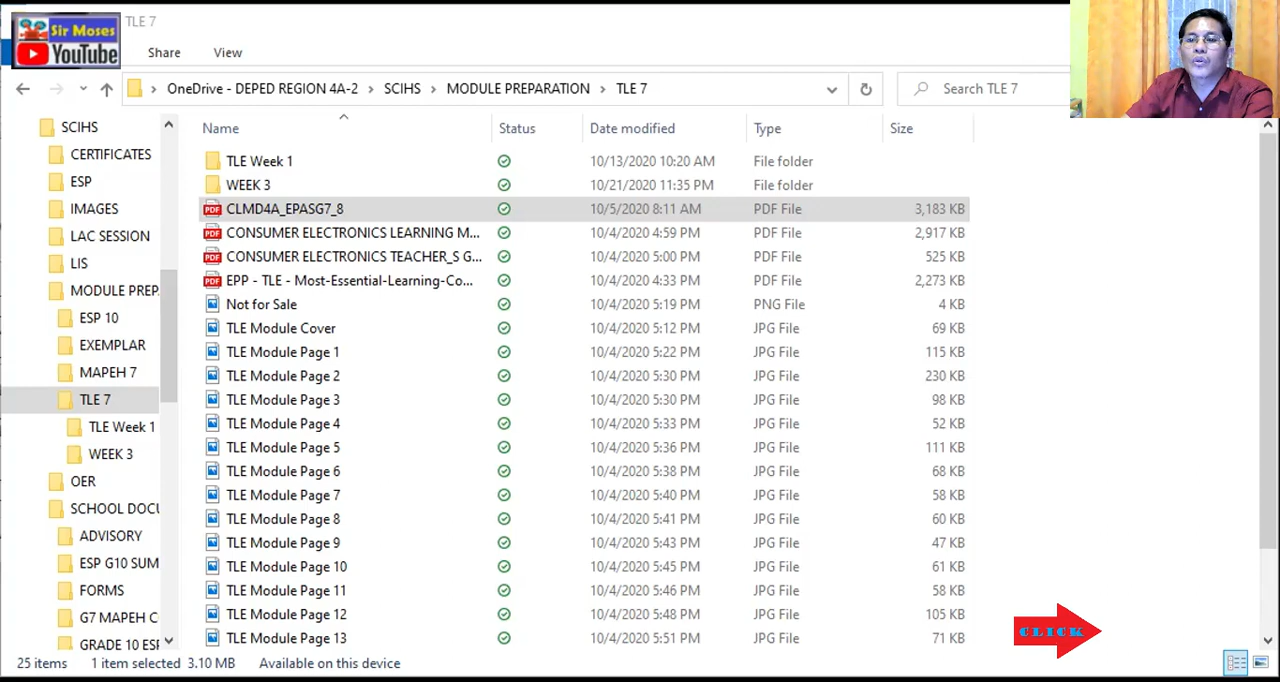 TLE 7
Sir Moses
YouTube
Share View
OneDrive - DEPED REGION 4A-2 > SCIHS > MODULE PREPARATION > TLE 7
Search TLE 7
SCIHS
CERTIFICATES
ESP
IMAGES
LAC SESSION
LIS
MODULE PREP
ESP 10
EXEMPLAR
MAPEH 7
TLE 7
TLE Week 1
WEEK 3
OER
SCHOOL DOCU
ADVISORY
ESP G10 SUM
FORMS
G7 MAPEH C
GRADE 10 ESP
Name Status Date modified Type Size
TLE Week 1 10/13/2020 10:20 AM File folder
WEEK 3 10/21/2020 11:35 PM File folder
PDF CLMD4A_EPASG7_8 10/5/2020 8:11 AM PDF File 3,183 KB
PDF CONSUMER ELECTRONICS LEARNING M... 10/4/2020 4:59 PM PDF File 2,917 KB
PDF CONSUMER ELECTRONICS TEACHER_S G... 10/4/2020 5:00 PM PDF File 525 KB
PDF EPP - TLE - Most-Essential-Learning-Co... 10/4/2020 4:33 PM PDF File 2,273 KB
Not for Sale 10/4/2020 5:19 PM PNG File 4 KB
TLE Module Cover 10/4/2020 5:12 PM JPG File 69 KB
TLE Module Page 1 10/4/2020 5:22 PM JPG File 115 KB
TLE Module Page 2 10/4/2020 5:30 PM JPG File 230 KB
TLE Module Page 3 10/4/2020 5:30 PM JPG File 98 KB
TLE Module Page 4 10/4/2020 5:33 PM JPG File 52 KB
TLE Module Page 5 10/4/2020 5:36 PM JPG File 111 KB
TLE Module Page 6 10/4/2020 5:38 PM JPG File 68 KB
TLE Module Page 7 10/4/2020 5:40 PM JPG File 58 KB
TLE Module Page 8 10/4/2020 5:41 PM JPG File 60 KB
TLE Module Page 9 10/4/2020 5:43 PM JPG File 47 KB
TLE Module Page 10 10/4/2020 5:45 PM JPG File 61 KB
TLE Module Page 11 10/4/2020 5:46 PM JPG File 58 KB
TLE Module Page 12 10/4/2020 5:48 PM JPG File 105 KB
TLE Module Page 13 10/4/2020 5:51 PM JPG File 71 KB
CLICK
25 items 1 item selected 3.10 MB Available on this device